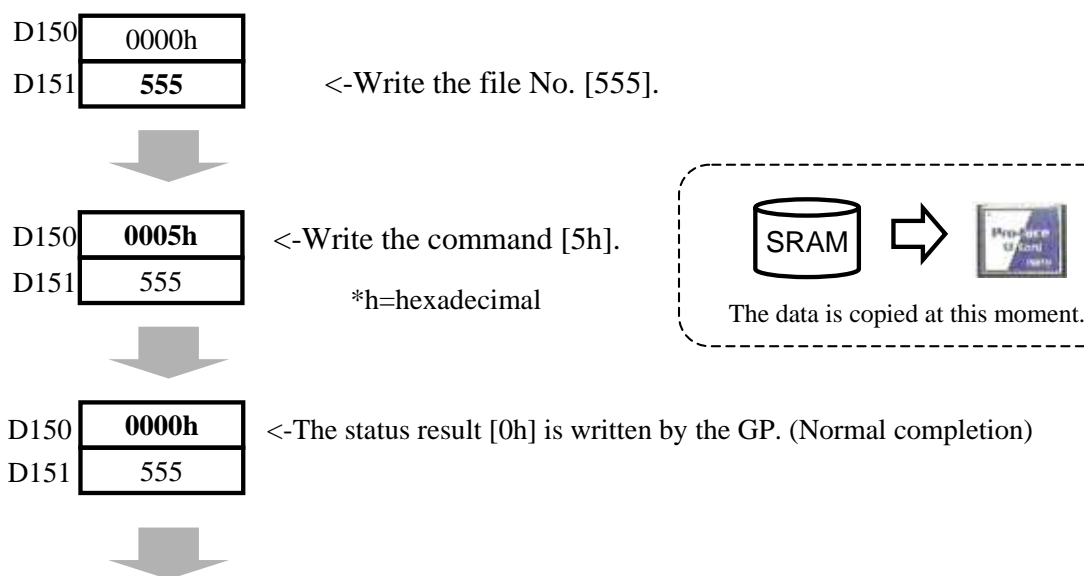 D150 0000h
D151 555 <-Write the file No. [555].
D150 0005h <-Write the command [5h].
D151 555
*h=hexadecimal
SRAM
Pro-face
The data is copied at this moment.
D150 0000h <-The status result [0h] is written by the GP. (Normal completion)
D151 555